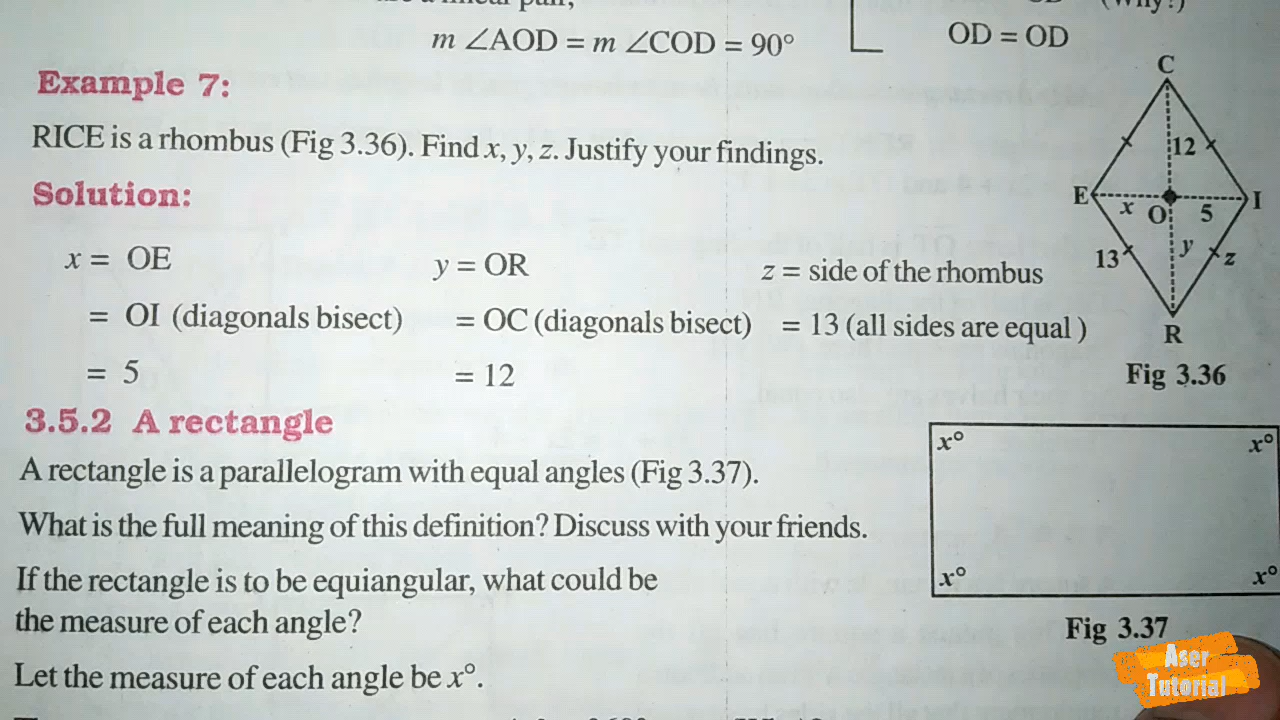 m ∠AOD = m ∠COD = 90°
OD = OD
Example 7:
RICE is a rhombus (Fig 3.36). Find x, y, z. Justify your findings.
Solution:
x = OE
y = OR
z = side of the rhombus
= OI (diagonals bisect)
= OC (diagonals bisect)
= 13 (all sides are equal )
= 5
= 12
C
12
E
x
O
5
I
13
y
z
R
Fig 3.36
3.5.2 A rectangle
A rectangle is a parallelogram with equal angles (Fig 3.37).
What is the full meaning of this definition? Discuss with your friends.
If the rectangle is to be equiangular, what could be
the measure of each angle?
Let the measure of each angle be x°.
x° x°
x° x°
Fig 3.37
Aser
Tutorial